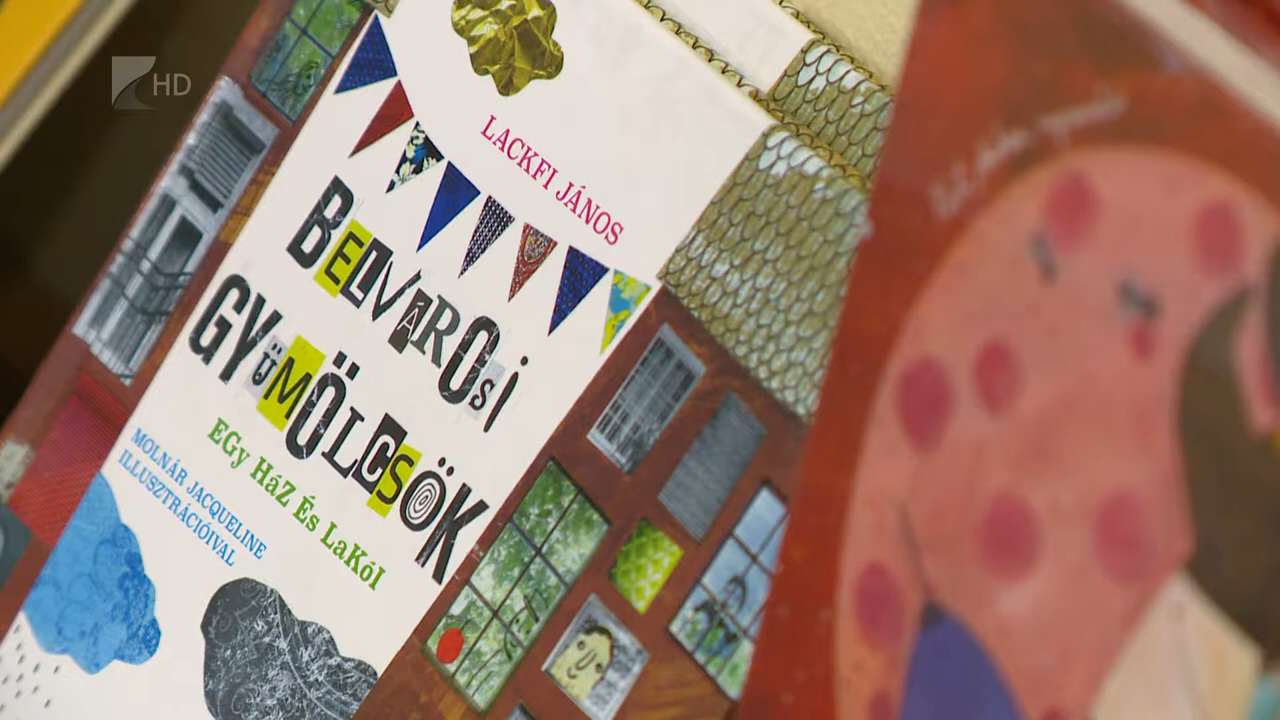 HD
LACKFI JÁNOS
BELVÁROSI
GYÜMÖLCSÖK
EGy HáZ És LaKóI
MOLNÁR JACQUELINE
ILLUSZTRÁCIÓIVAL